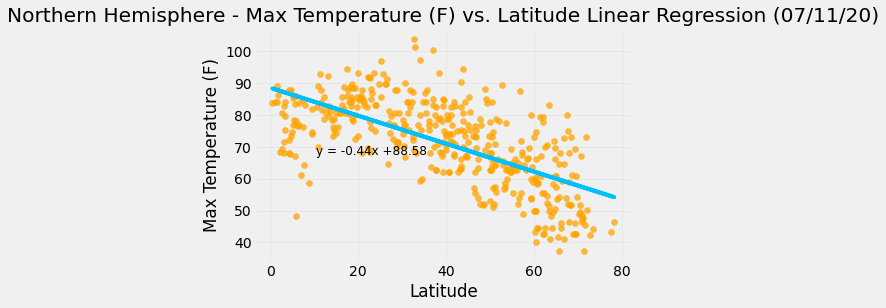 Northern Hemisphere - Max Temperature (F) vs. Latitude Linear Regression (07/11/20)
Max Temperature (F)
100
90
80
70
60
50
40
y = -0.44x +88.58
0 20 40 60 80
Latitude